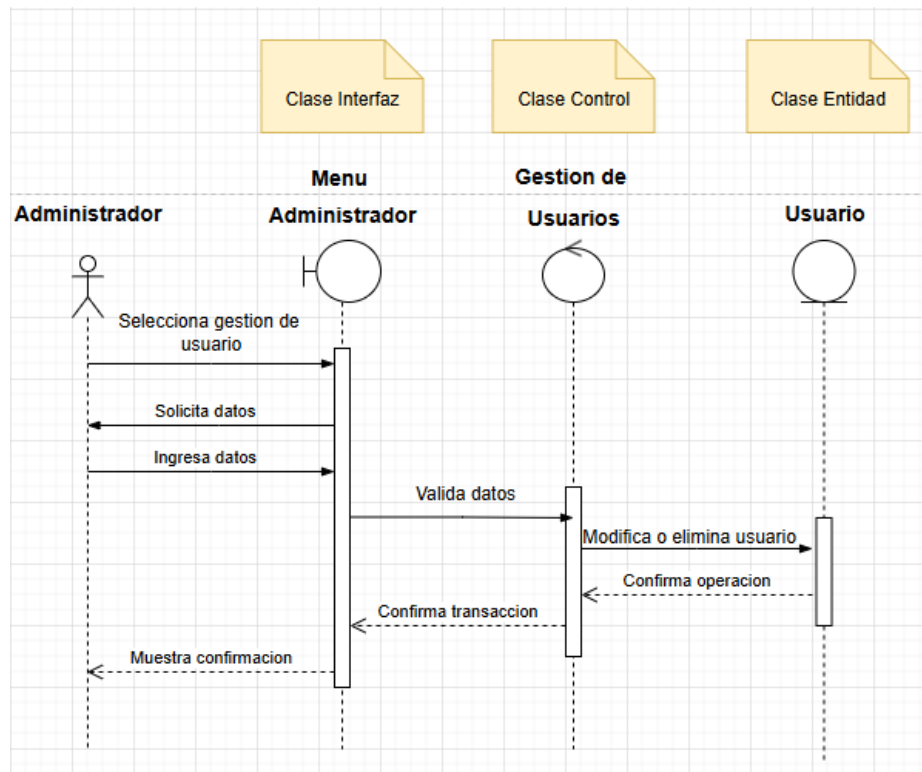 Clase Interfaz
Clase Control
Clase Entidad
Administrador
Menu
Administrador
Gestion de
Usuarios
Usuario
Selecciona gestion de
usuario
Solicita datos
Ingresa datos
Valida datos
Modifica o elimina usuario
Confirma operacion
Confirma transaccion
Muestra confirmacion